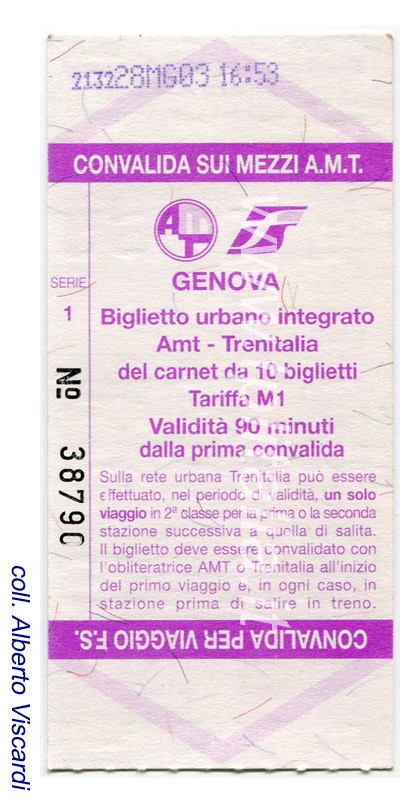 213228MG03 16:53
CONVALIDA SUI MEZZI A.M.T.
AMT FS
GENOVA
SERIE
1
Biglietto urbano integrato
Amt - Trenitalia
del carnet da 10 biglietti
Tariffa M1
Validità 90 minuti
dalla prima convalida
Nº 38790
Sulla rete urbana Trenitalia può essere
effettuato, nel periodo di validità, un solo
viaggio in 2ª classe per la prima o la seconda
stazione successiva a quella di salita.
Il biglietto deve essere convalidato con
l'obliteratrice AMT o Trenitalia all'inizio
del primo viaggio e, in ogni caso, in
stazione prima di salire in treno.
CONVALIDA PER VIAGGIO F.S.
coll. Alberto Viscardi